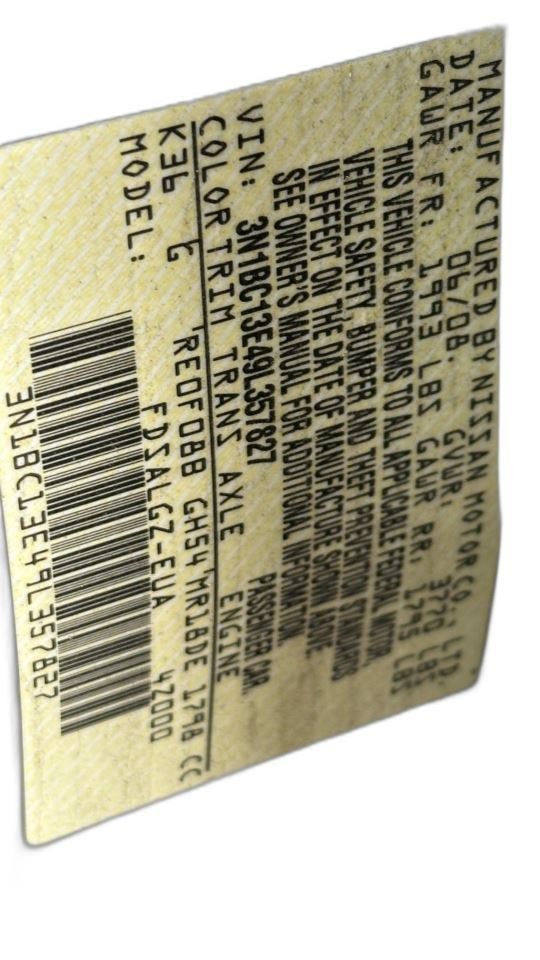 MANUFACTURED BY NISSAN MOTOR CO., LTD.
DATE: 06/08. GVWR: 3770 LBS
GAWR FR: 1993 LBS GAWR RR: 1795 LBS
THIS VEHICLE CONFORMS TO ALL APPLICABLE FEDERAL MOTOR
VEHICLE SAFETY, BUMPER AND THEFT PREVENTION STANDARDS
IN EFFECT ON THE DATE OF MANUFACTURE SHOWN ABOVE
SEE OWNER'S MANUAL FOR ADDITIONAL INFORMATION.
VIN: 3N1BC13E49L357827 PASSENGER CAR.
COLOR TRIM TRANS AXLE ENGINE
K36 G RE0F08B GH54 MR18DE 1798 CC
MODEL: FDSALGZ-EUA 4Z000
3N1BC13E49L357827